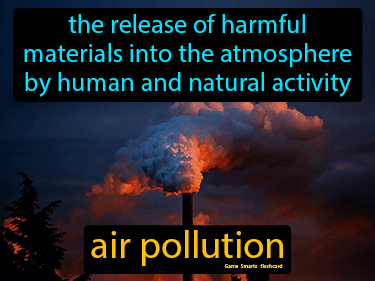 the release of harmful
materials into the atmosphere
by human and natural activity
air pollution
Game Smartz flashcard